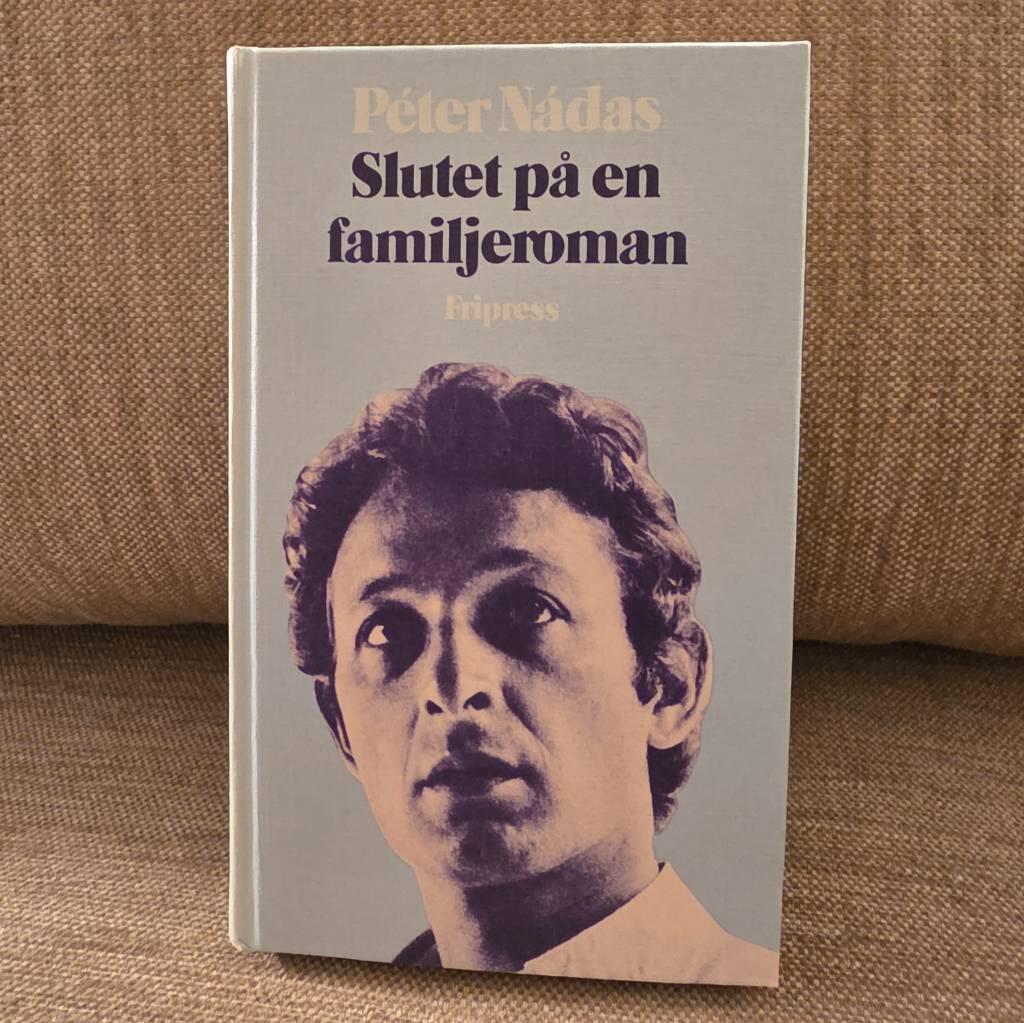 Péter Nádas
Slutet på en
familjeroman
Fripress